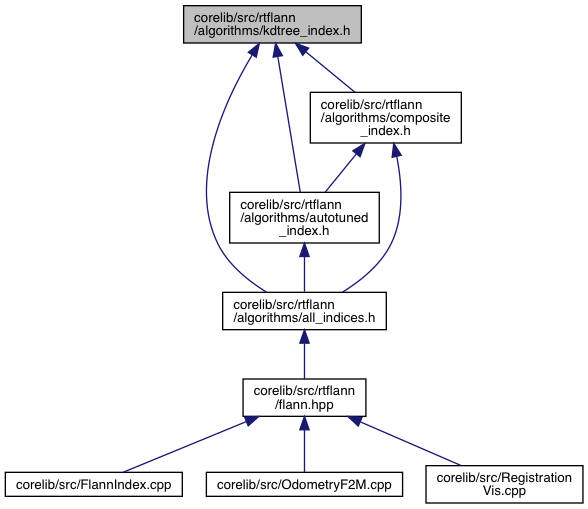 corelib/src/rtflann
/algorithms/kdtree_index.h
corelib/src/rtflann
/algorithms/composite
_index.h
corelib/src/rtflann
/algorithms/autotuned
_index.h
corelib/src/rtflann
/algorithms/all_indices.h
corelib/src/rtflann
/flann.hpp
corelib/src/FlannIndex.cpp
corelib/src/OdometryF2M.cpp
corelib/src/Registration
Vis.cpp